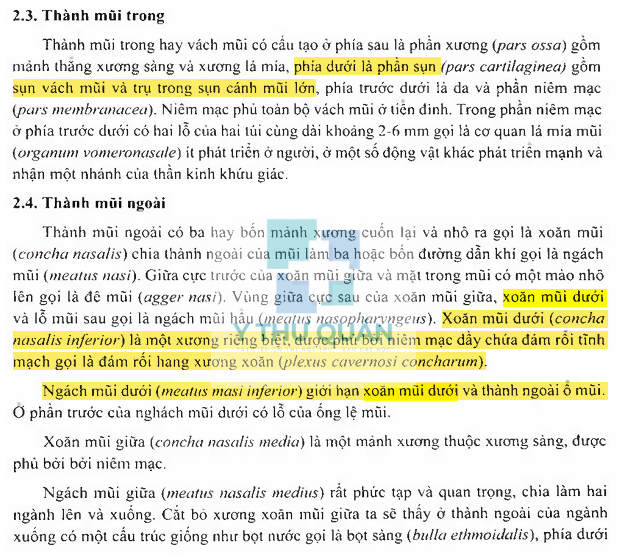 2.3. Thành mũi trong
Thành mũi trong hay vách mũi có cấu tạo ở phía sau là phần xương (pars ossa) gồm
mảnh thẳng xương sàng và xương lá mía, phía dưới là phần sụn (pars cartilaginea) gồm
sụn vách mũi và trụ trong sụn cánh mũi lớn, phía trước dưới là da và phần niêm mạc
(pars membranacea). Niêm mạc phủ toàn bộ vách mũi ở tiền đình. Trong phần niêm mạc
ở phía trước dưới có hai lỗ của hai túi cùng dài khoảng 2-6 mm gọi là cơ quan lá mía mũi
(organum vomeronasale) ít phát triển ở người, ở một số động vật khác phát triển mạnh và
nhận một nhánh của thần kinh khứu giác.
2.4. Thành mũi ngoài
Thành mũi ngoài có ba hay bốn mảnh xương cuốn lại và nhô ra gọi là xoăn mũi
(concha nasalis) chia thành ngoài của mũi làm ba hoặc bốn đường dẫn khí gọi là ngách
mũi (meatus nasi). Giữa cực trước của xoăn mũi giữa và mặt trong mũi có một mào nhô
lên gọi là đê mũi (agger nasi). Vùng giữa cực sau của xoăn mũi giữa, xoăn mũi dưới
và lỗ mũi sau gọi là ngách mũi hầu (meatus nasopharyngeus). Xoăn mũi dưới (concha
nasalis inferior) là một xương riêng biệt, được phủ bởi niêm mạc dầy chứa đám rối tĩnh
mạch gọi là đám rối hang xương xoăn (plexus cavernosi concharum).
Y THƯ QUÁN
Ngách mũi dưới (meatus masi inferior) giới hạn xoăn mũi dưới và thành ngoài ổ mũi.
Ở phần trước của nghách mũi dưới có lỗ của ống lệ mũi.
Xoăn mũi giữa (concha nasalis media) là một mảnh xương thuộc xương sàng, được
phủ bởi bởi niêm mạc.
Ngách mũi giữa (meatus nasalis medius) rất phức tạp và quan trọng, chia làm hai
ngành lên và xuống. Cắt bỏ xương xoăn mũi giữa ta sẽ thấy ở thành ngoài của ngành
xuống có một cấu trúc giống như bọt nước gọi là bọt sàng (bulla ethmoidalis), phía dưới